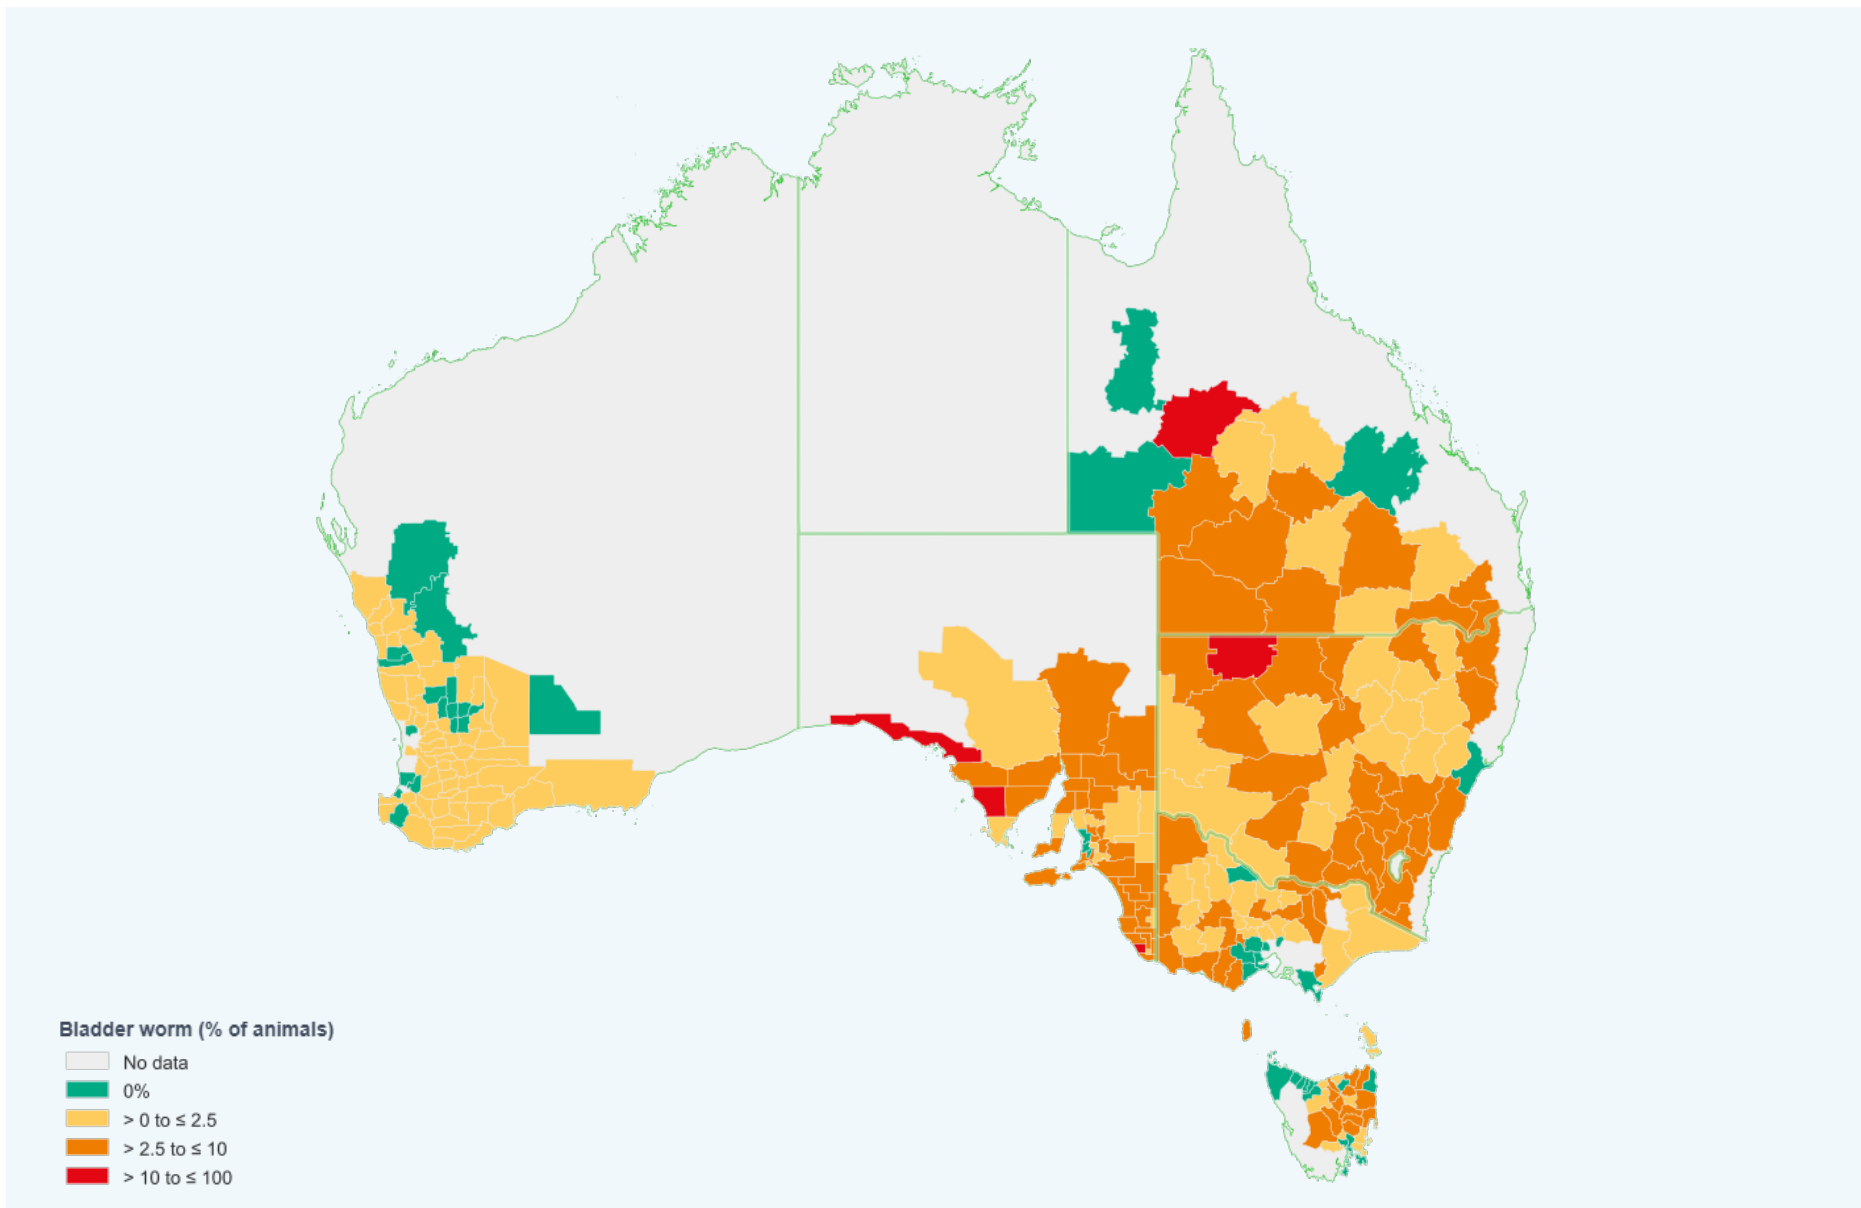 Bladder worm (% of animals)
No data
0%
> 0 to ≤ 2.5
> 2.5 to ≤ 10
> 10 to ≤ 100